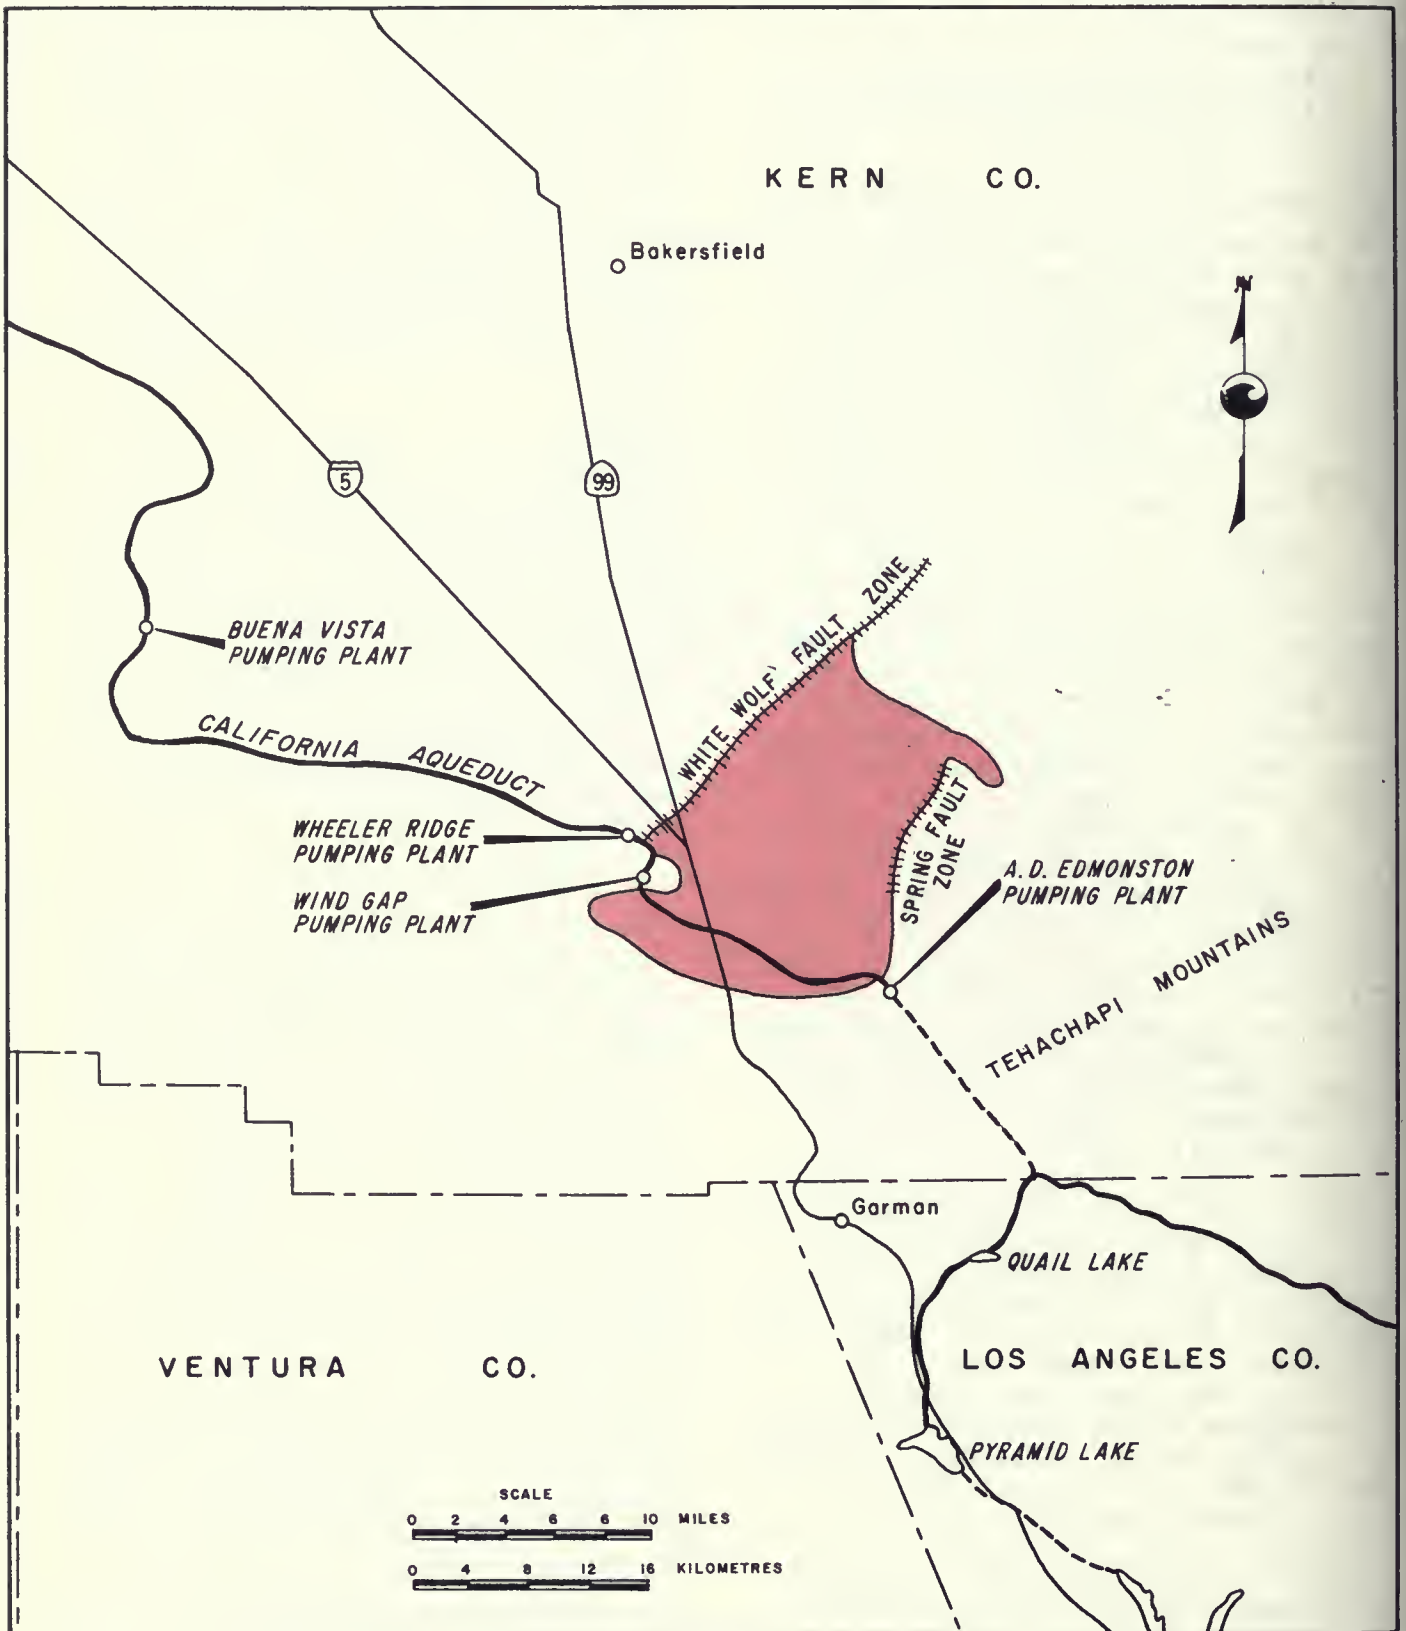 KERN CO.
Bakersfield
N
5
99
WHITE WOLF FAULT ZONE
BUENA VISTA
PUMPING PLANT
CALIFORNIA AQUEDUCT
WHEELER RIDGE
PUMPING PLANT
SPRING FAULT
ZONE
A.D. EDMONSTON
PUMPING PLANT
WIND GAP
PUMPING PLANT
TEHACHAPI MOUNTAINS
Garman
QUAIL LAKE
VENTURA CO.
LOS ANGELES CO.
PYRAMID LAKE
SCALE
0 2 4 6 6 10 MILES
0 4 8 12 16 KILOMETRES